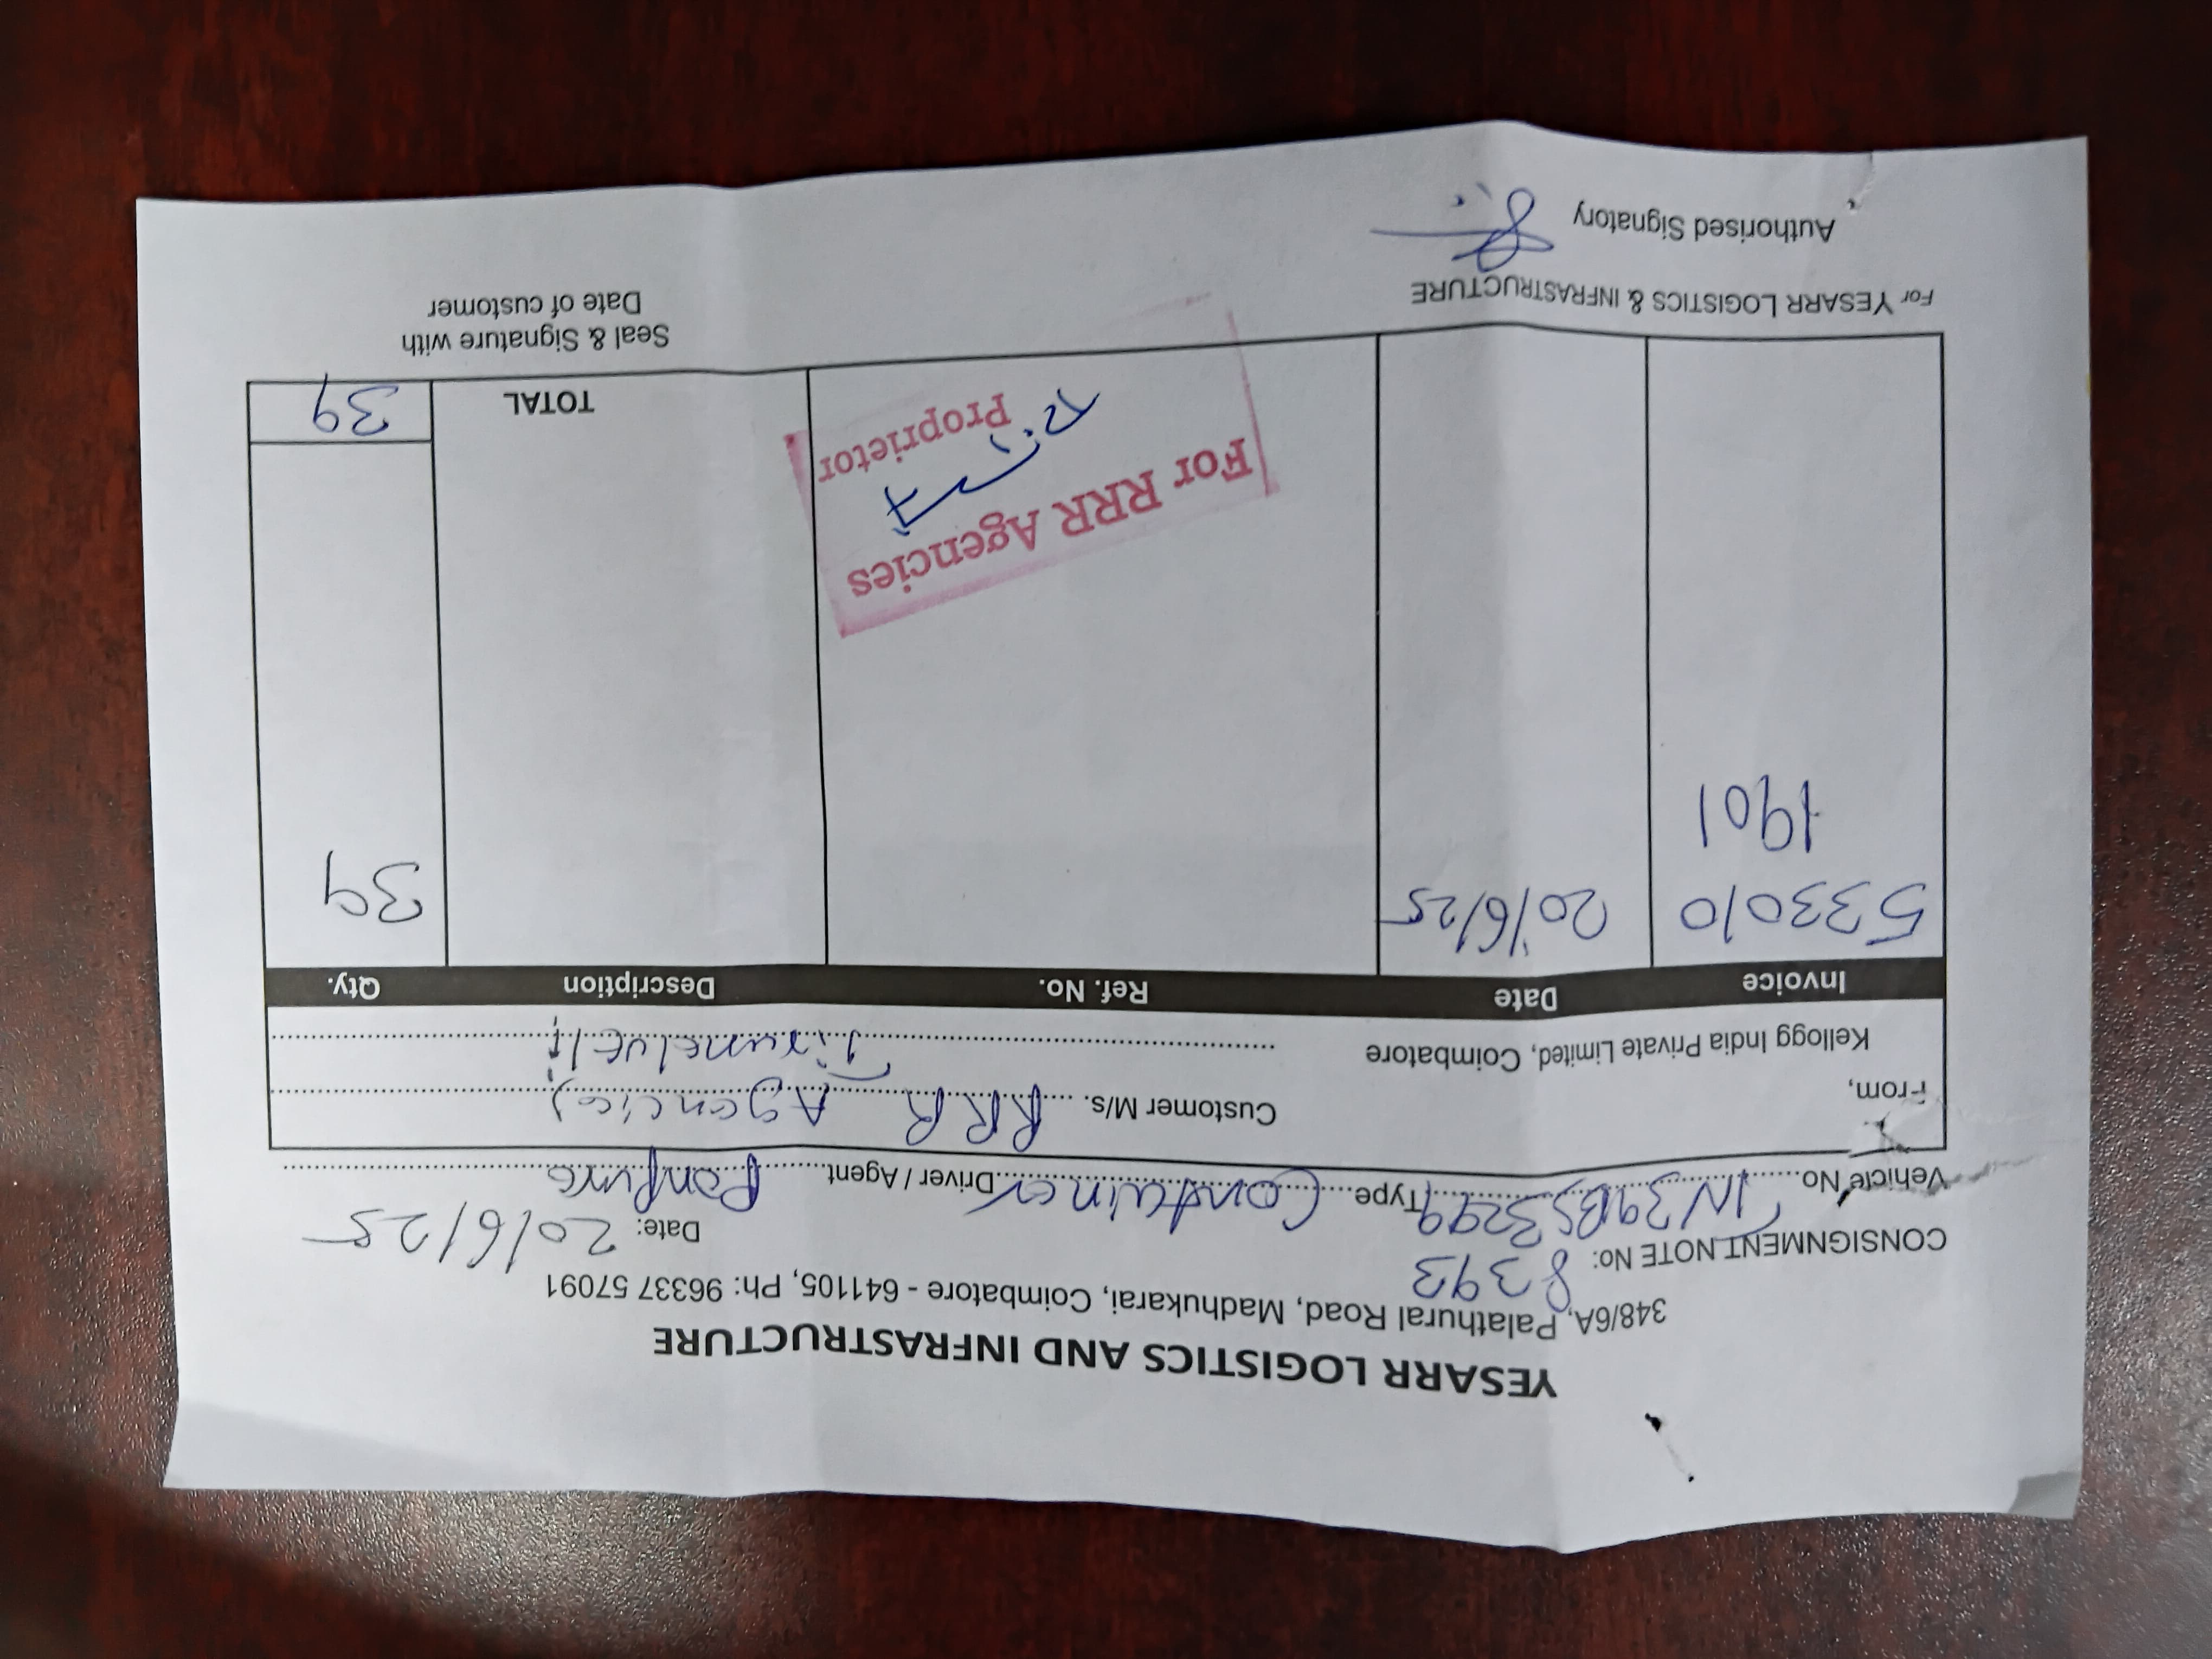 YESARR LOGISTICS AND INFRASTRUCTURE
348/6A, Palathurai Road, Madhukarai, Coimbatore - 641105, Ph: 96337 57091
CONSIGNMENT NOTE No: 8393 Date: 20/6/25
Vehicle No. TN39BS3299 Type Container Driver / Agent
From, Customer M/s. RRR Agencies
Kellogg India Private Limited, Coimbatore Tirunelveli
Invoice Date Ref. No. Description Qty.
533010 20/6/25 39
1901
For RRR Agencies
Proprietor
TOTAL 39
For YESARR LOGISTICS & INFRASTRUCTURE Seal & Signature with
Date of customer
Authorised Signatory